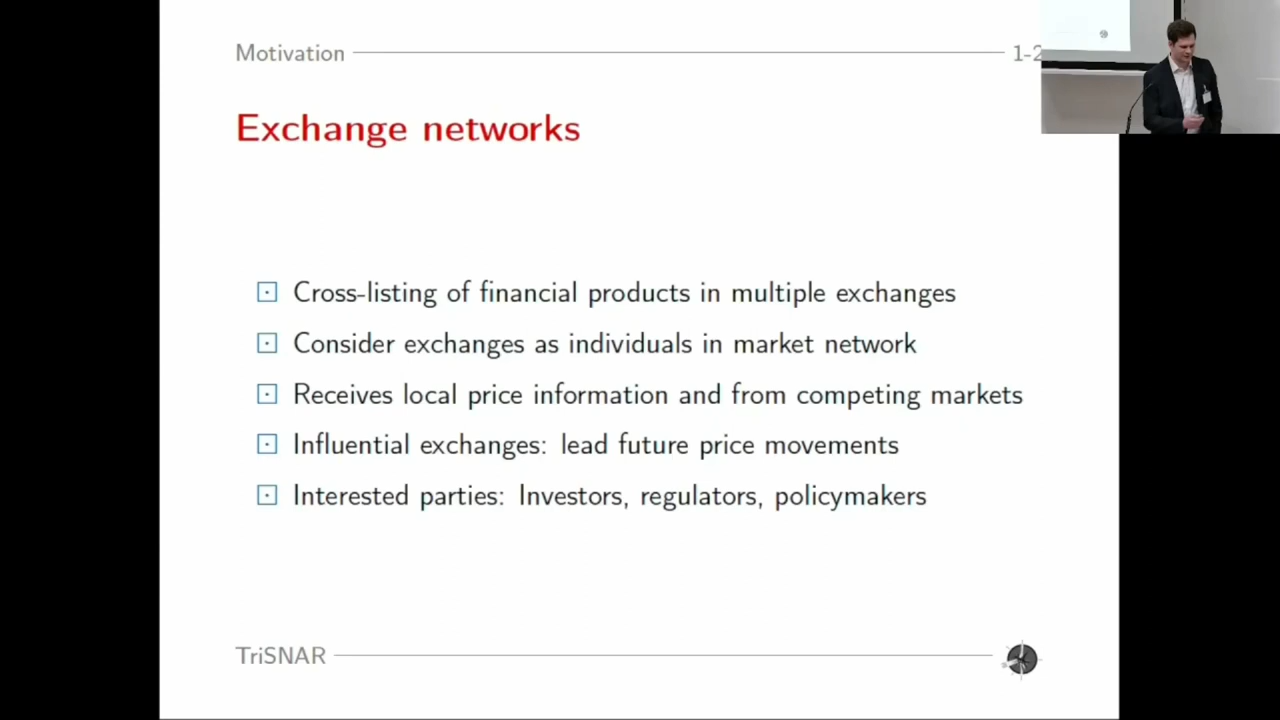 Motivation 1-2
Exchange networks
Cross-listing of financial products in multiple exchanges
Consider exchanges as individuals in market network
Receives local price information and from competing markets
Influential exchanges: lead future price movements
Interested parties: Investors, regulators, policymakers
TriSNAR